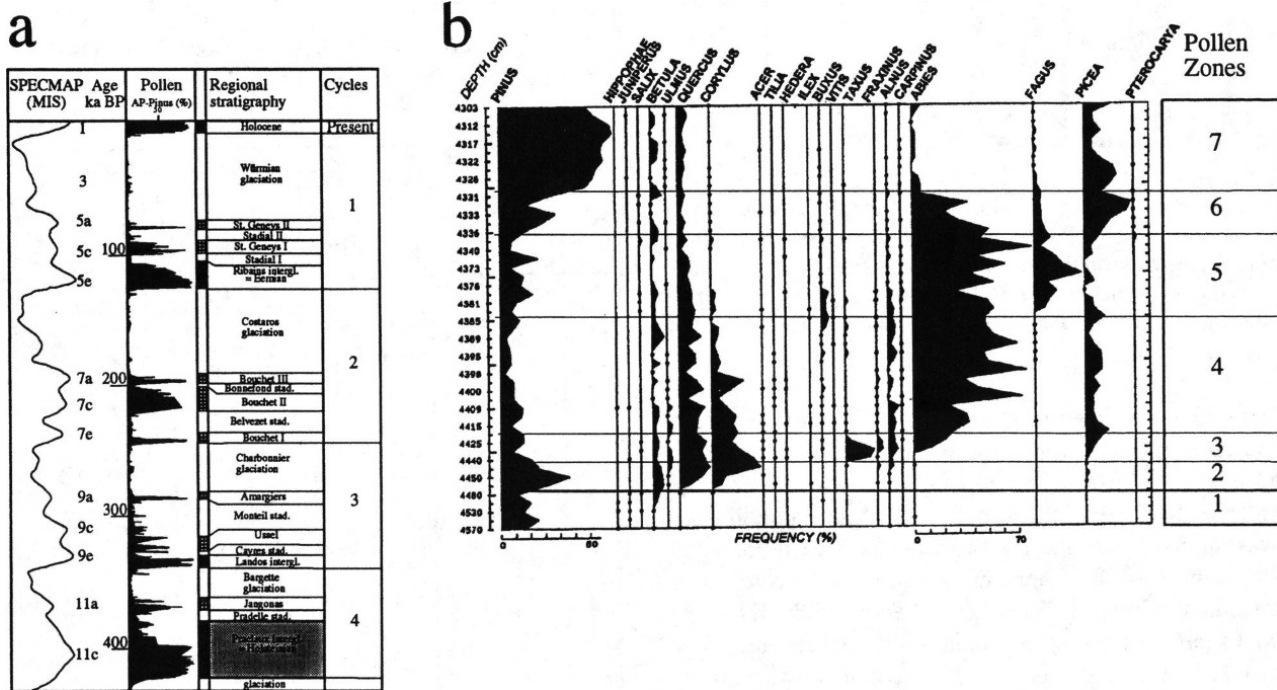 a
SPECMAP Age
(MIS) ka BP
Pollen
AP-Pinus (%)
50
Regional
stratigraphy
Cycles
1
3
5a
5c
5e
7a
7c
7e
9a
9c
9e
11a
11c
100
200
300
400
Holocene
Würmian
glaciation
St. Geneys II
Stadial II
St. Geneys I
Stadial I
Ribains intergl.
= Eemian
Costaros
glaciation
Bouchet III
Bonnefond stad.
Bouchet II
Belvezet stad.
Bouchet I
Charbonnier
glaciation
Amargiers
Monteil stad.
Ussel
Cayres stad.
Landos intergl.
Bargette
glaciation
Jangonas
Pradelle stad.
Praclaux intergl.
= Holsteinian
glaciation
Present
1
2
3
4
b
DEPTH (cm)
PINUS
HIPPOPHAE
JUNIPERUS
SALIX
BETULA
ULMUS
QUERCUS
CORYLUS
ACER
TILIA
HEDERA
ILEX
BUXUS
VITIS
TAXUS
FRAXINUS
ALNUS
CARPINUS
ABIES
FAGUS
PICEA
PTEROCARYA
Pollen
Zones
4303
4312
4317
4322
4326
4331
4333
4336
4340
4373
4376
4381
4385
4389
4395
4398
4400
4409
4415
4425
4440
4450
4480
4530
4570
7
6
5
4
3
2
1
0 50
FREQUENCY (%)
0 70